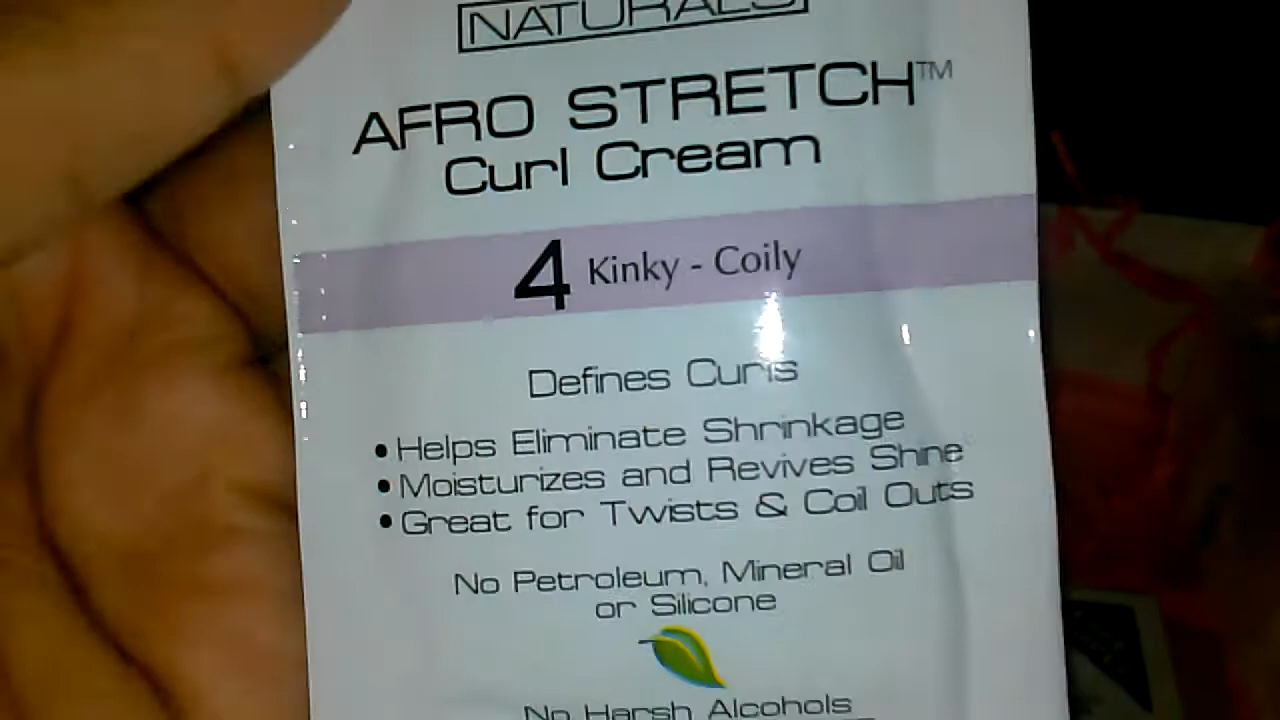 NATURALS
AFRO STRETCH™
Curl Cream
4 Kinky - Coily
Defines Curls
• Helps Eliminate Shrinkage
• Moisturizes and Revives Shine
• Great for Twists & Coil Outs
No Petroleum, Mineral Oil
or Silicone
No Harsh Alcohols